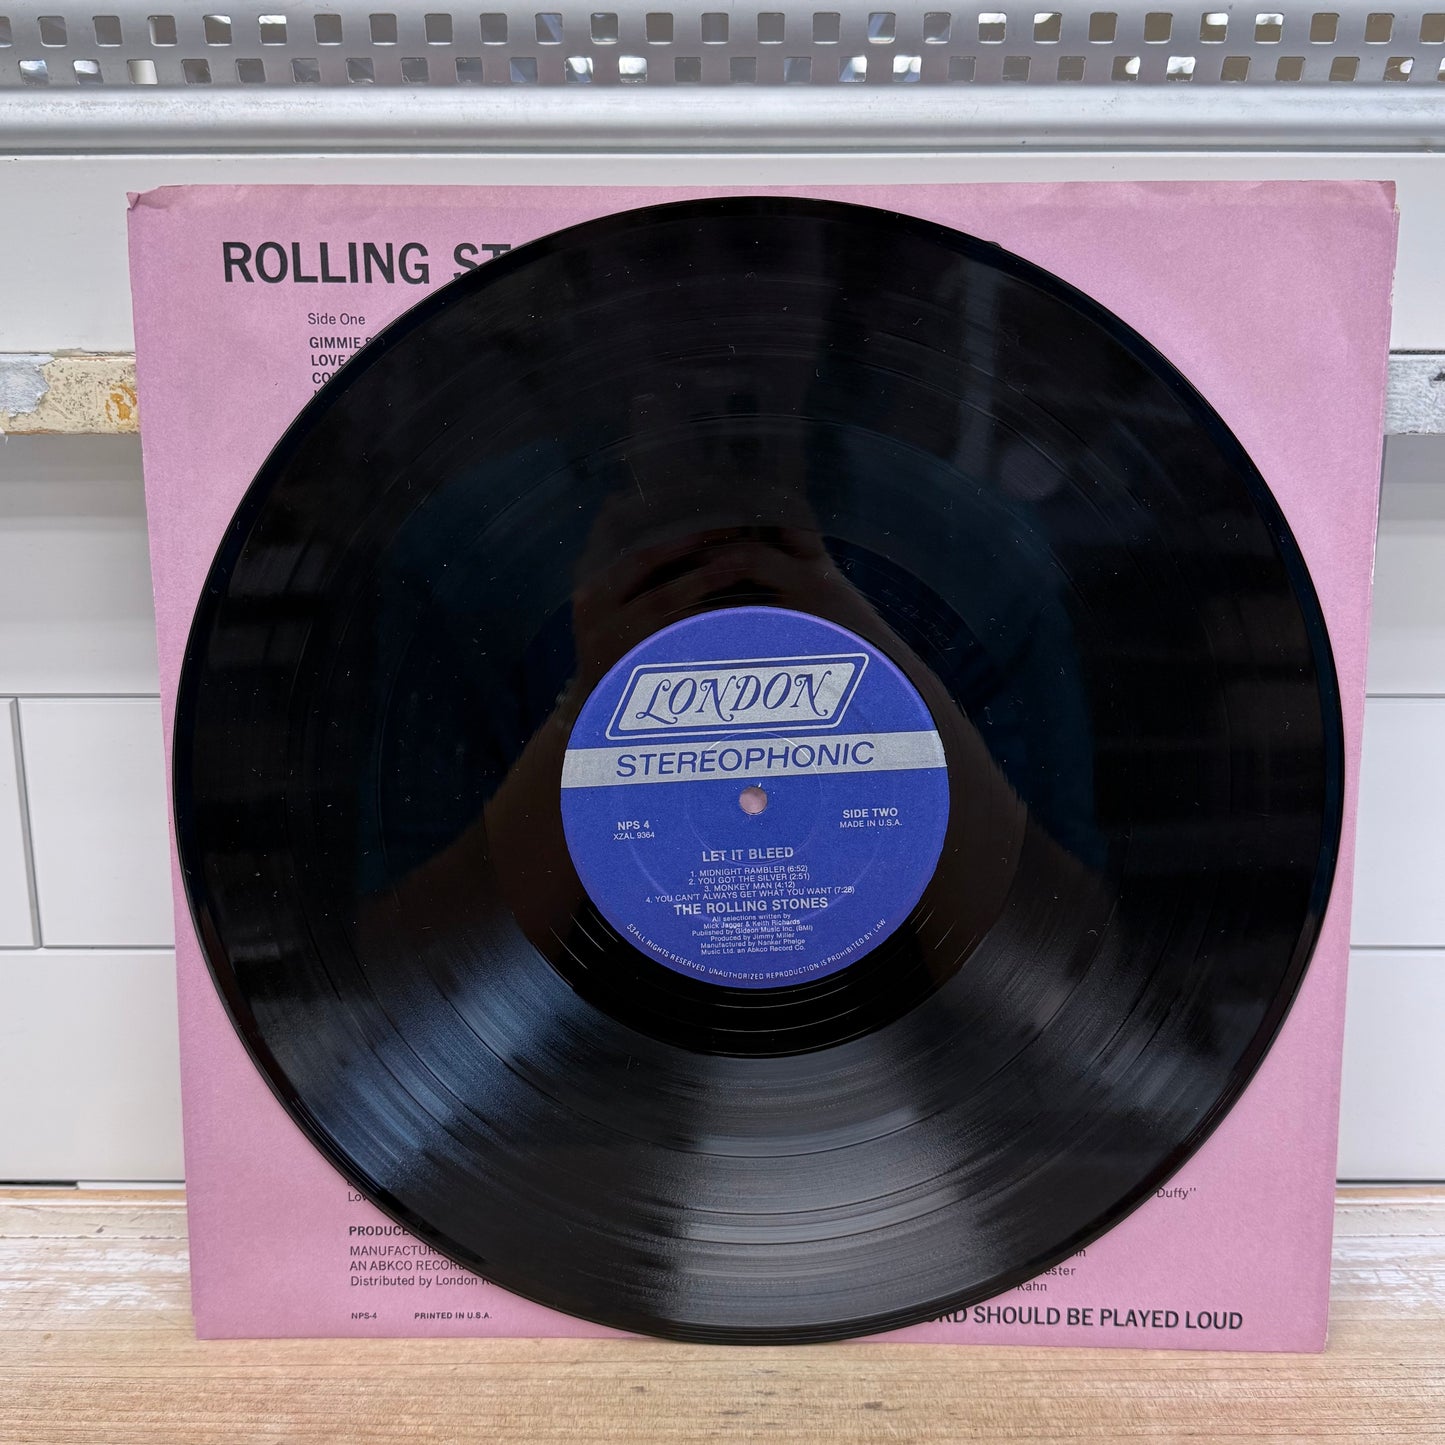 ROLLING
Side One
GIMMIE
LOVE
LONDON
STEREOPHONIC
NPS 4
XZAL 9364
SIDE TWO
MADE IN U.S.A.
LET IT BLEED
1. MIDNIGHT RAMBLER (6:52)
2. YOU GOT THE SILVER (2:51)
3. MONKEY MAN (4:12)
4. YOU CAN'T ALWAYS GET WHAT YOU WANT (7:28)
THE ROLLING STONES
All selections written by
Mick Jagger & Keith Richards
Published by Gideon Music Inc. (BMI)
Produced by Jimmy Miller
Manufactured by Nanker Phelge
Music Ltd. an Abkco Record Co.
ALL RIGHTS RESERVED UNAUTHORIZED REPRODUCTION IS PROHIBITED BY LAW
Duffy"
PRODUCE
MANUFACTUR
AN ABKCO RECOR
Distributed by London
Kahn
NPS-4 PRINTED IN U.S.A.
SHOULD BE PLAYED LOUD